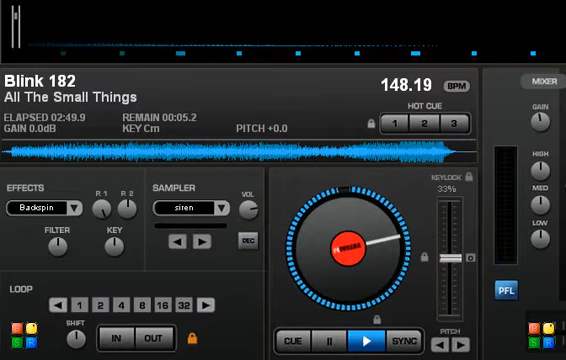 Blink 182
All The Small Things
148.19 BPM
ELAPSED 02:49.9 REMAIN 00:05.2
GAIN 0.0dB KEY Cm PITCH +0.0
HOT CUE
1 2 3
MIXER
GAIN
HIGH
MED
LOW
PFL
EFFECTS P. 1 P. 2
Backspin
FILTER KEY
SAMPLER VOL
siren
REC
KEYLOCK
33%
LOOP
1 2 4 8 16 32
SHIFT
IN OUT
B S R
CUE SYNC
PITCH
B S R